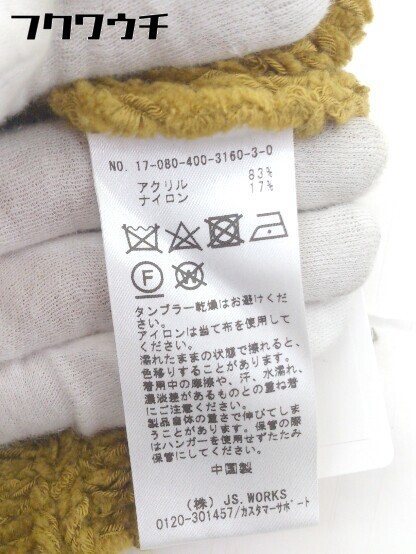 フクワウチ
NO. 17-080-400-3160-3-0
アクリル 83%
ナイロン 17%
F W
タンブラー乾燥はお避けくだ
さい。
アイロンは当て布を使用して
ください。
濡れたままの状態で擦れると、
色移りすることがあります。
着用中の摩擦や、汗、水濡れ、
濃淡差があるものとの重ね着
にご注意ください。
製品自体の重さで伸びてしま
うことがあります。保管の際
はハンガーを使用せずたたみ
保管にしてください。
中国製
(株) JS.WORKS
0120-301457/カスタマーサポート